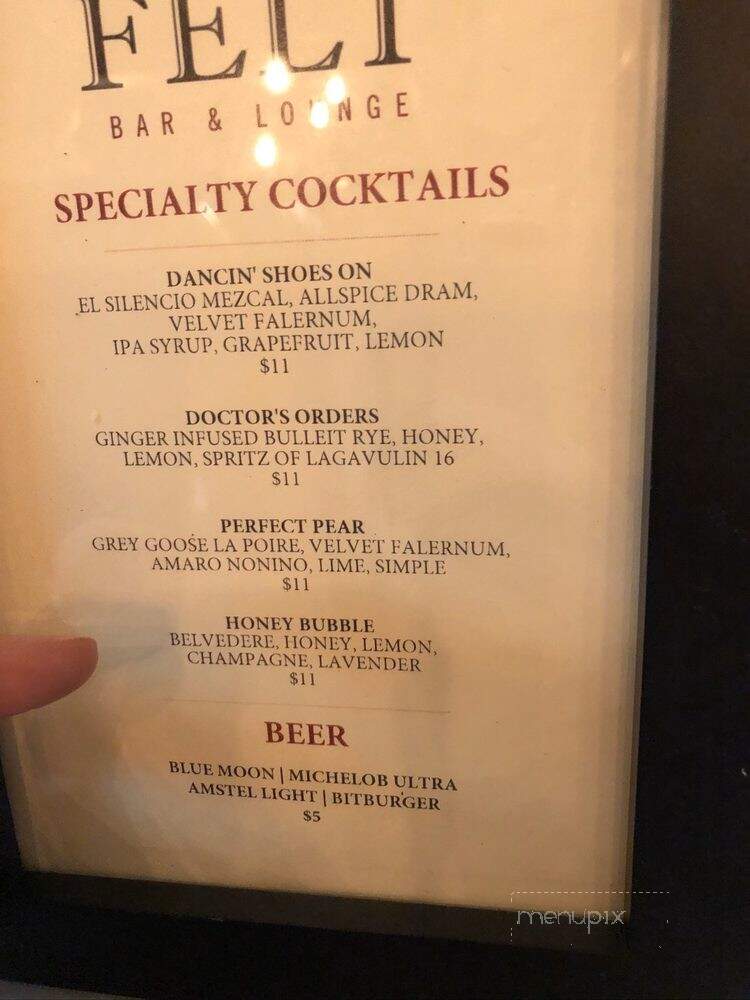 FELT
BAR & LOUNGE
SPECIALTY COCKTAILS
DANCIN' SHOES ON
EL SILENCIO MEZCAL, ALLSPICE DRAM,
VELVET FALERNUM,
IPA SYRUP, GRAPEFRUIT, LEMON
$11
DOCTOR'S ORDERS
GINGER INFUSED BULLEIT RYE, HONEY,
LEMON, SPRITZ OF LAGAVULIN 16
$11
PERFECT PEAR
GREY GOOSE LA POIRE, VELVET FALERNUM,
AMARO NONINO, LIME, SIMPLE
$11
HONEY BUBBLE
BELVEDERE, HONEY, LEMON,
CHAMPAGNE, LAVENDER
$11
BEER
BLUE MOON | MICHELOB ULTRA
AMSTEL LIGHT | BITBURGER
$5
menupix